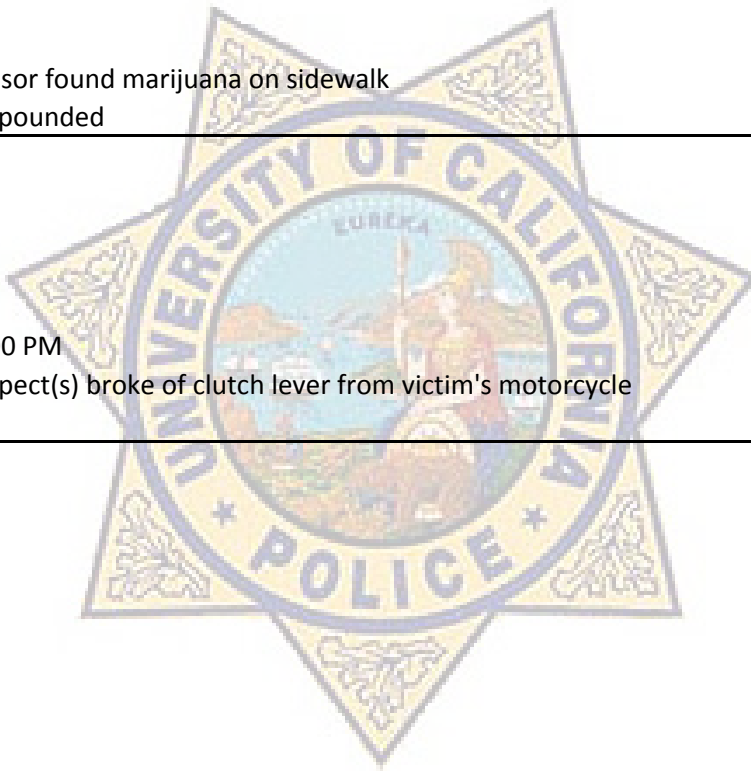 sor found marijuana on sidewalk
pounded
0 PM
pect(s) broke of clutch lever from victim's motorcycle
UNIVERSITY OF CALIFORNIA
EUREKA
POLICE